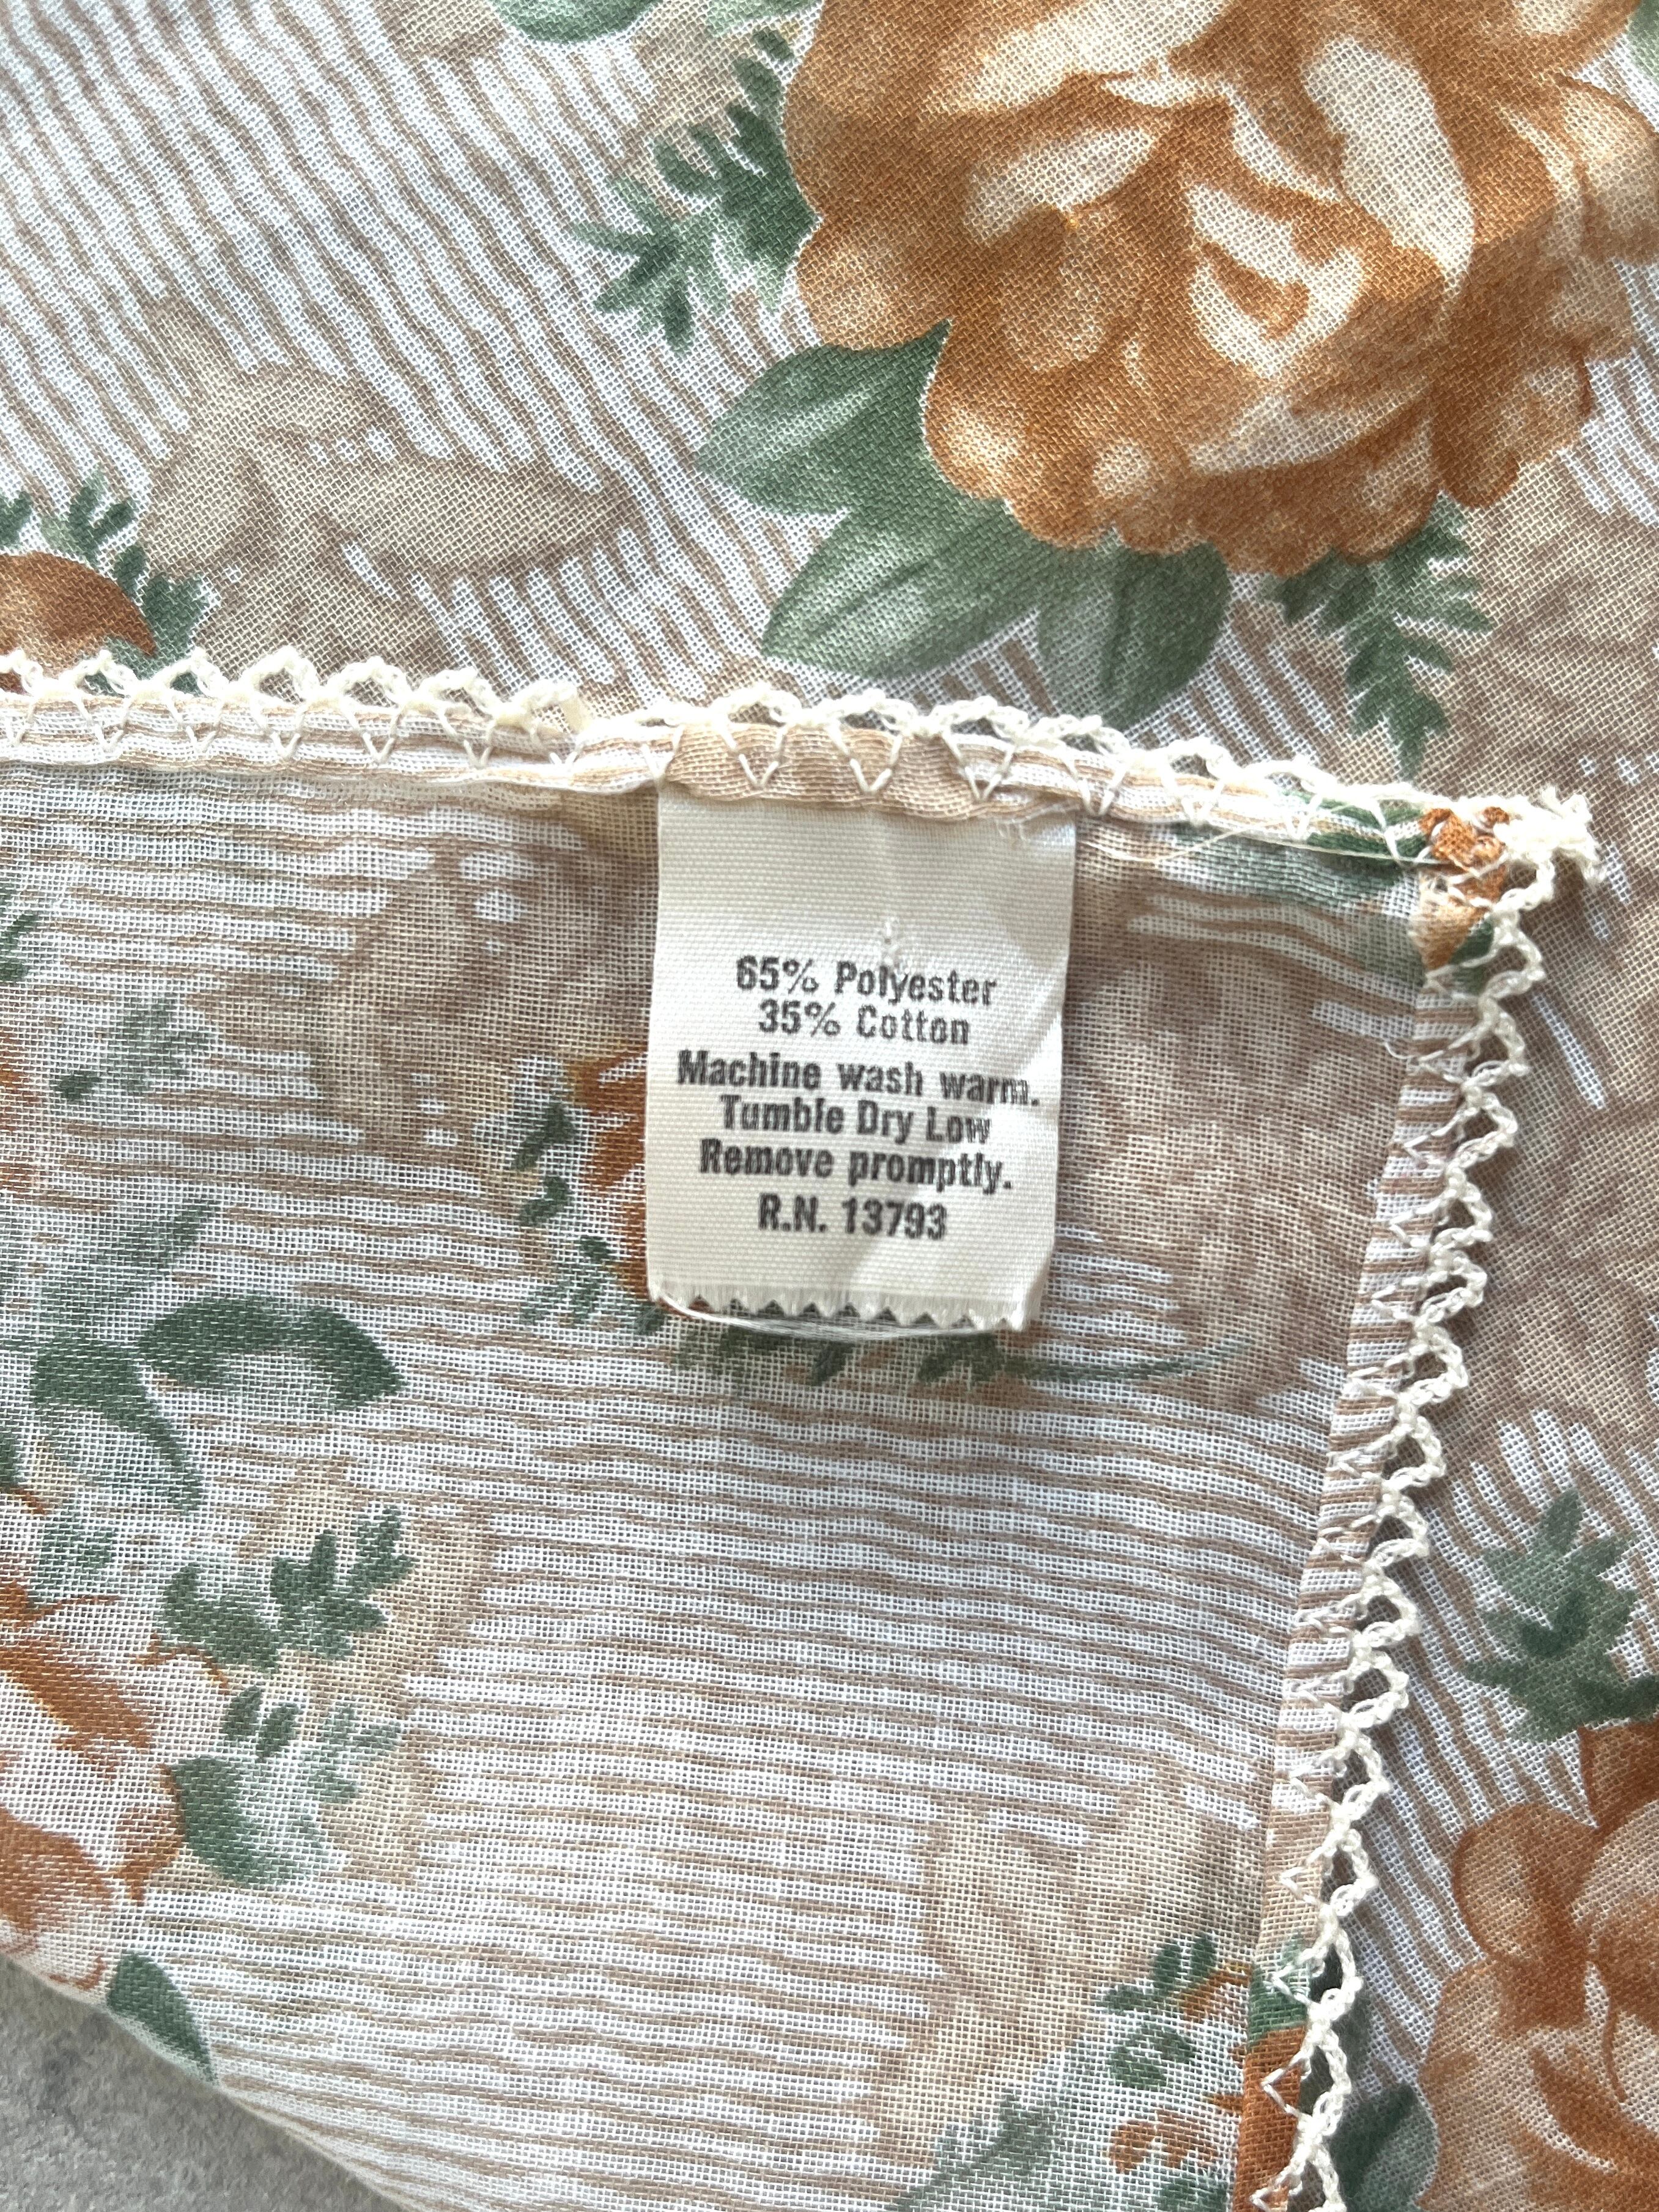 65% Polyester
35% Cotton
Machine wash warm.
Tumble Dry Low
Remove promptly.
R.N. 13793